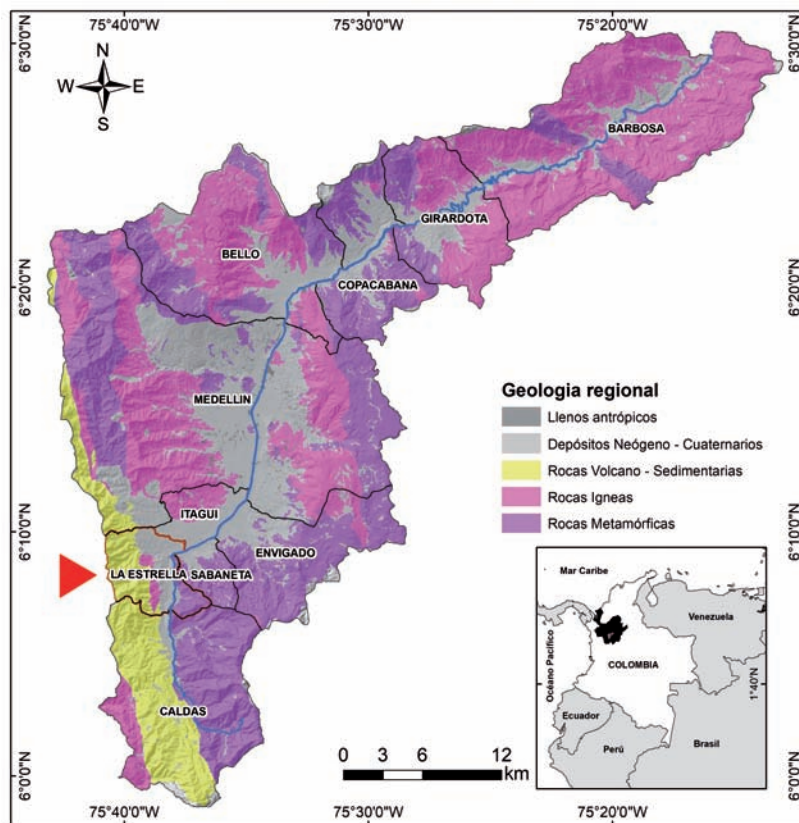 75°40'0"W 75°30'0"W 75°20'0"W
6°30'0"N
6°30'0"N
N
W E
S
BARBOSA
GIRARDOTA
BELLO
COPACABANA
6°20'0"N
6°20'0"N
MEDELLIN
Geologia regional
Llenos antrópicos
Depósitos Neógeno - Cuaternarios
Rocas Volcano - Sedimentarias
Rocas Igneas
Rocas Metamórficas
ITAGUI
6°10'0"N
6°10'0"N
ENVIGADO
LA ESTRELLA SABANETA
Mar Caribe
Venezuela
Océano Pacífico
COLOMBIA
1°40'N
Ecuador
Perú
Brasil
CALDAS
0 3 6 12
km
6°0'0"N
6°0'0"N
75°40'0"W 75°30'0"W 75°20'0"W